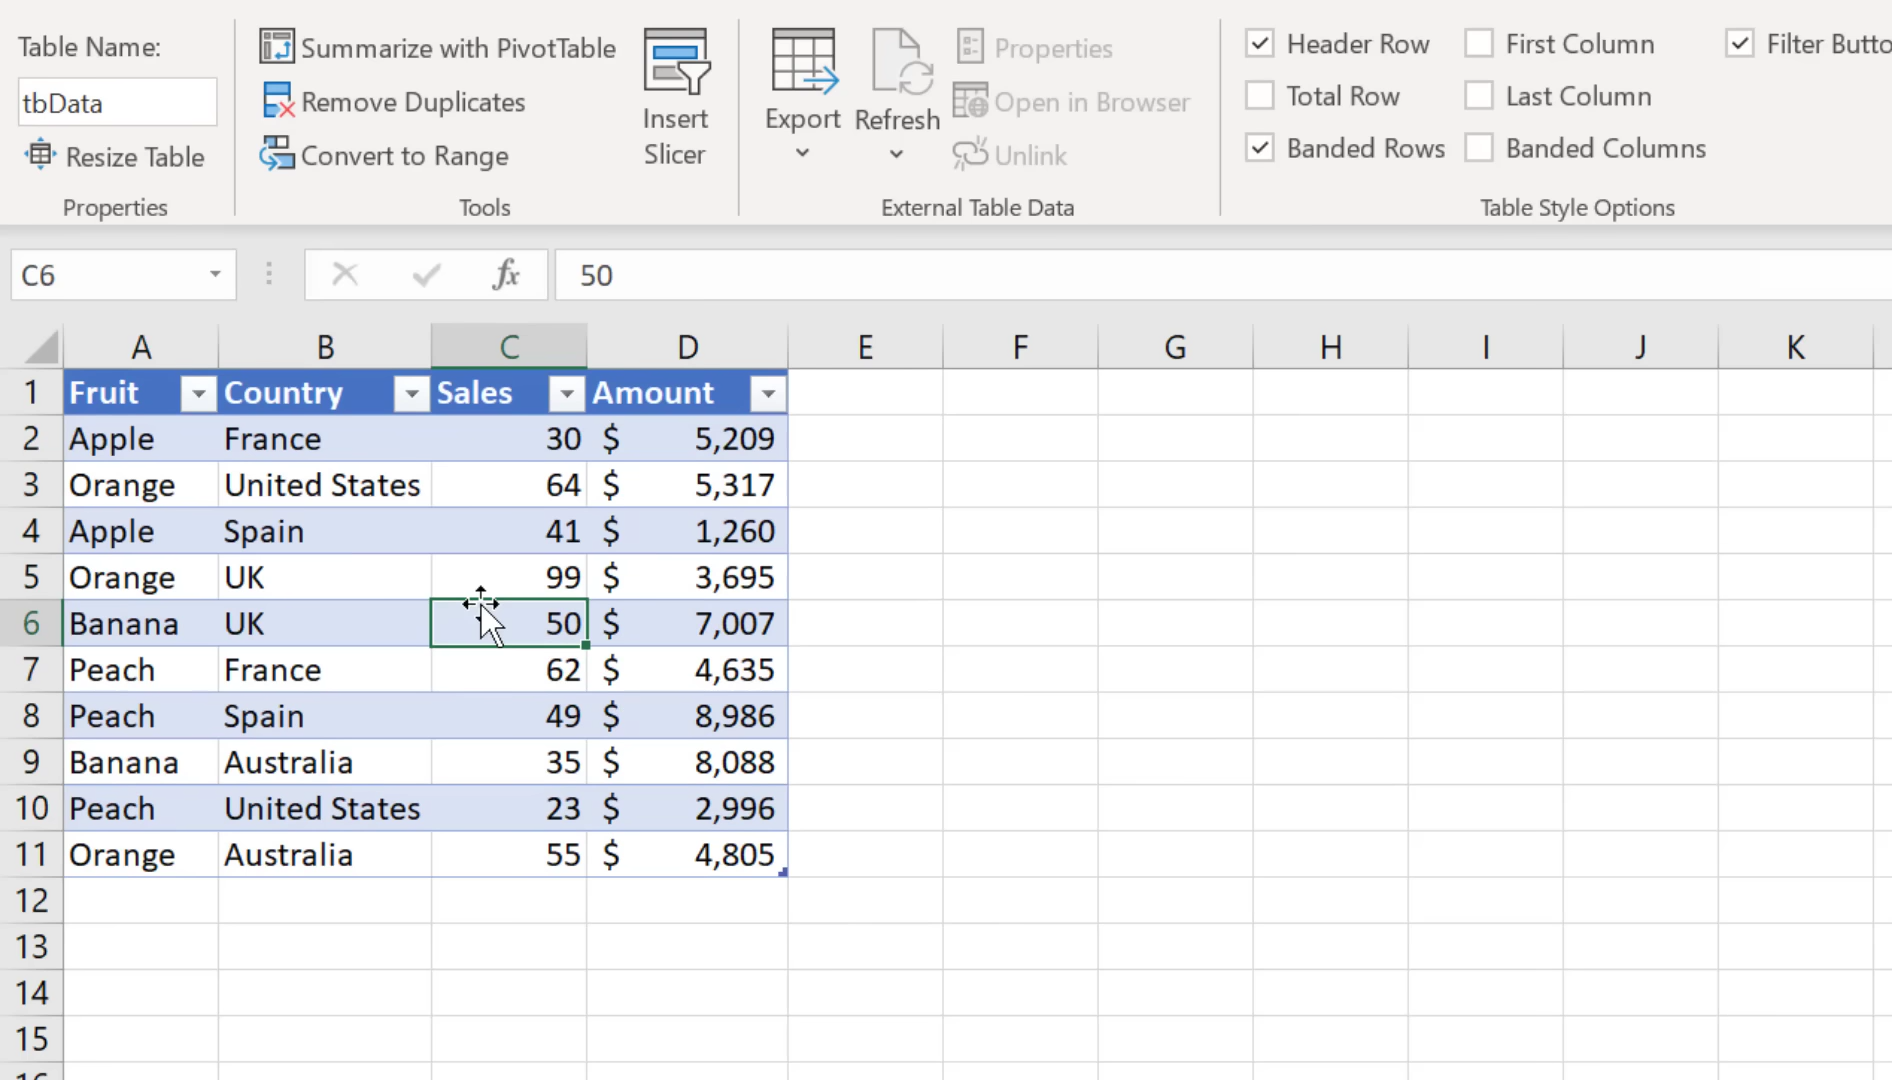 Table Name:
tbData
Resize Table
Properties
Summarize with PivotTable
Remove Duplicates
Convert to Range
Insert
Slicer
Tools
Export
Refresh
Properties
Open in Browser
Unlink
External Table Data
Header Row
Total Row
Banded Rows
First Column
Last Column
Banded Columns
Filter Butto
Table Style Options
C6
fx
50
A B C D E F G H I J K
1 Fruit Country Sales Amount
2 Apple France 30 $ 5,209
3 Orange United States 64 $ 5,317
4 Apple Spain 41 $ 1,260
5 Orange UK 99 $ 3,695
6 Banana UK 50 $ 7,007
7 Peach France 62 $ 4,635
8 Peach Spain 49 $ 8,986
9 Banana Australia 35 $ 8,088
10 Peach United States 23 $ 2,996
11 Orange Australia 55 $ 4,805
12
13
14
15